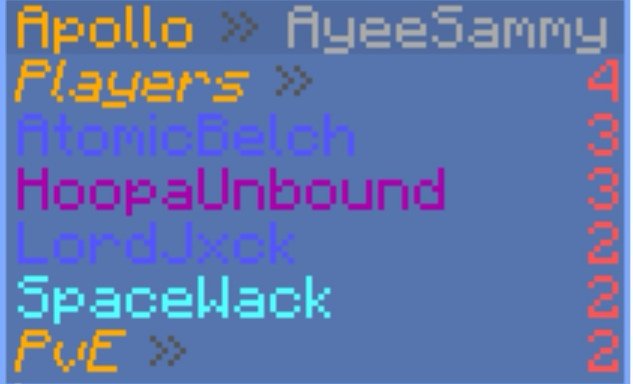 Apollo » AyeeSammy
Players » 4
AtomicBelch 3
HoopaUnbound 3
LordJxck 2
SpaceWack 2
PvE » 2